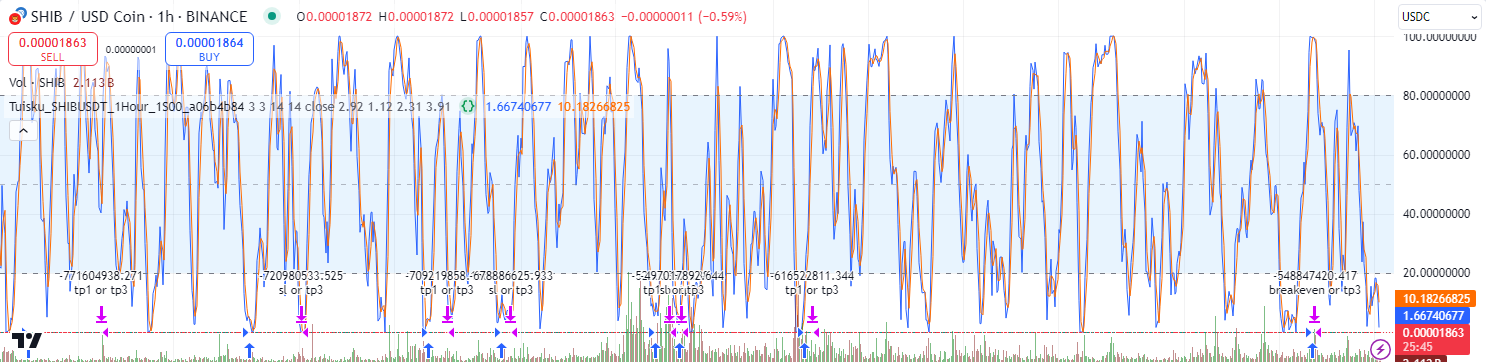 SHIB / USD Coin · 1h · BINANCE O0.00001872 H0.00001872 L0.00001857 C0.00001863 −0.00000011 (−0.59%)
USDC
0.00001863
SELL
0.00000001
0.00001864
BUY
Vol · SHIB 2.113 B
Tuisku_SHIBUSDT_1Hour_1S00_a06b4b84 3 3 14 14 close 2.92 1.12 2.31 3.91 {} 1.66740677 10.18266825
100.00000000
80.00000000
60.00000000
40.00000000
20.00000000
-771604938.271
tp1 or tp3
-720980533.525
sl or tp3
-709219858
tp1 or tp3
-678886625.933
sl or tp3
-616522811.344
tp1 or tp3
-548847420.417
breakeven or tp3
10.18266825
1.66740677
0.00001863
25:45
2.113 B